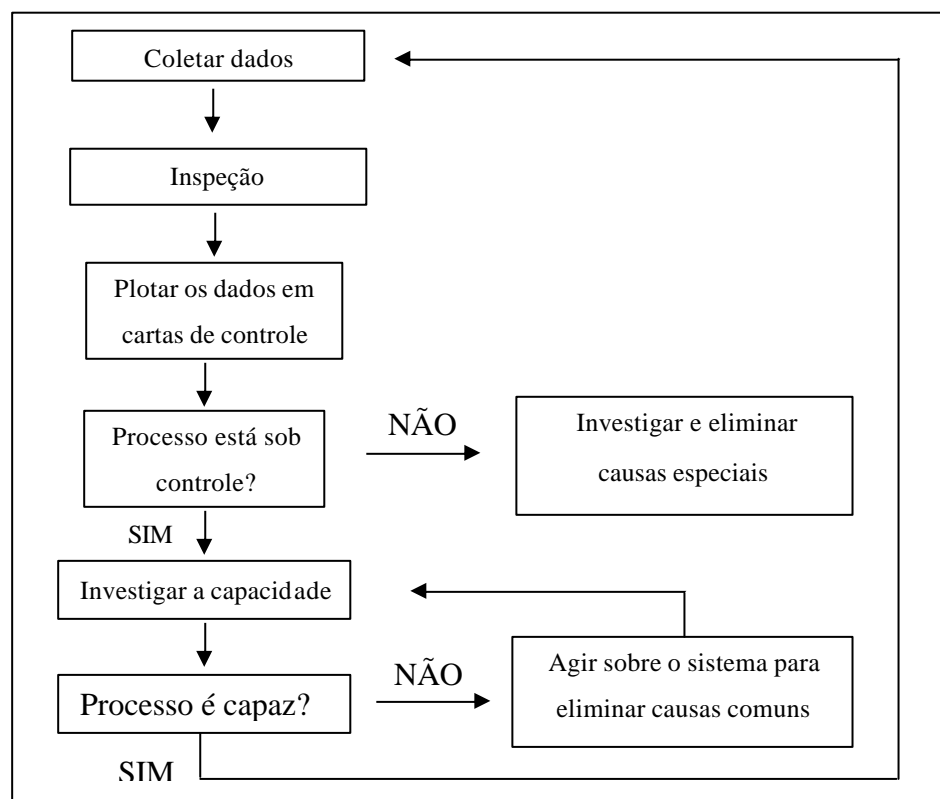 Coletar dados
Inspeção
Plotar os dados em
cartas de controle
Processo está sob
controle?
NÃO
Investigar e eliminar
causas especiais
SIM
Investigar a capacidade
Processo é capaz?
NÃO
Agir sobre o sistema para
eliminar causas comuns
SIM